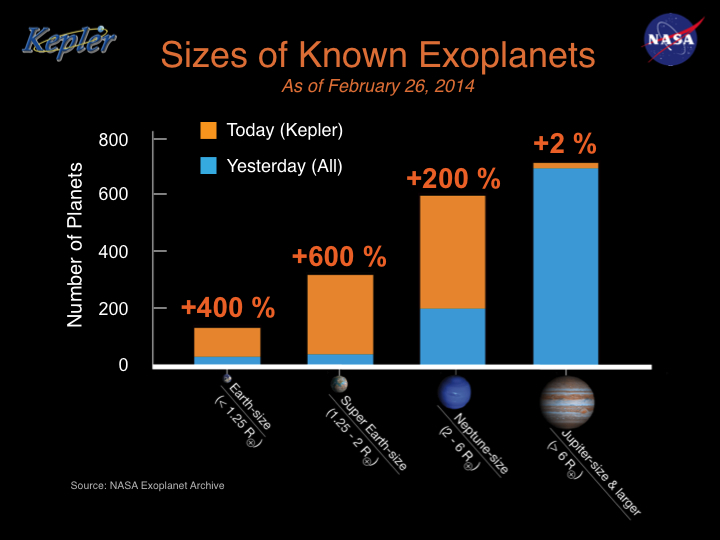 Kepler
NASA
Sizes of Known Exoplanets
As of February 26, 2014
Today (Kepler)
Yesterday (All)
Number of Planets
800
600
400
200
0
+400 %
+600 %
+200 %
+2 %
Earth-size
(< 1.25 R⊕)
Super Earth-size
(1.25 - 2 R⊕)
Neptune-size
(2 - 6 R⊕)
Jupiter-size & larger
(> 6 R⊕)
Source: NASA Exoplanet Archive